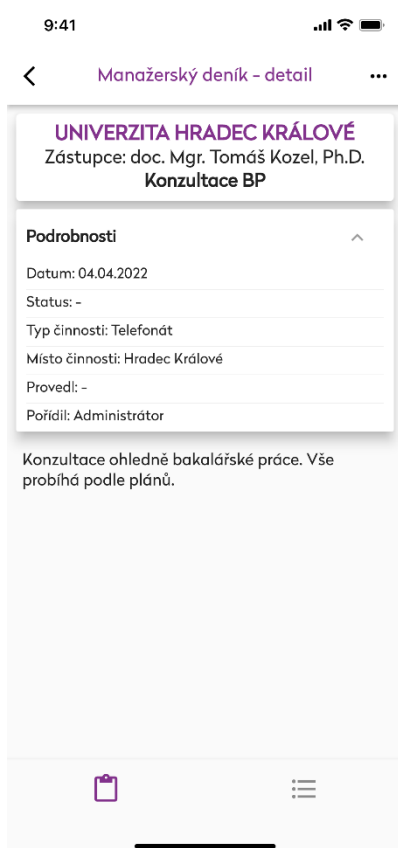 9:41
Manažerský deník - detail
UNIVERZITA HRADEC KRÁLOVÉ
Zástupce: doc. Mgr. Tomáš Kozel, Ph.D.
Konzultace BP
Podrobnosti
Datum: 04.04.2022
Status: -
Typ činnosti: Telefonát
Místo činnosti: Hradec Králové
Provedl: -
Pořídil: Administrátor
Konzultace ohledně bakalářské práce. Vše
probíhá podle plánů.